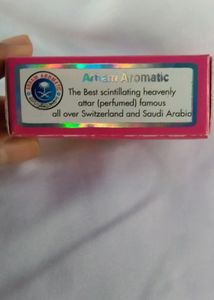 Arham Aromatic
The Best scintillating heavenly
attar (perfumed) famous
all over Switzerland and Saudi Arabia